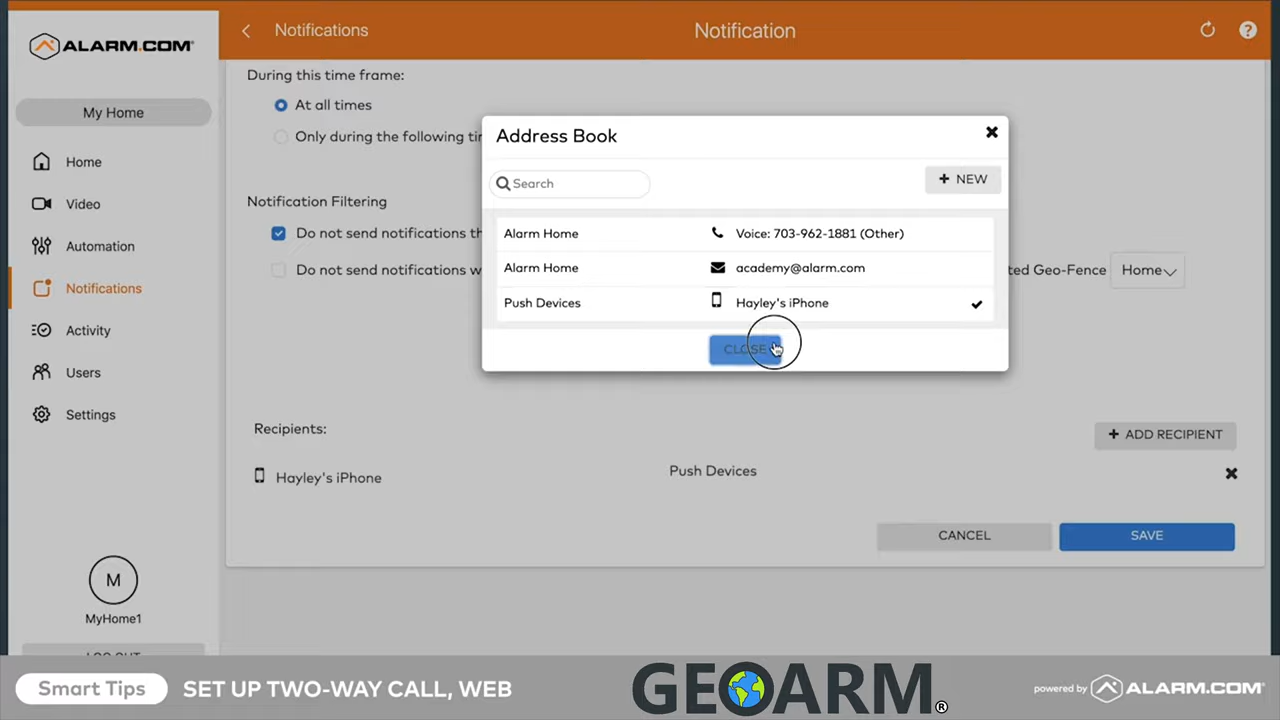 ALARM.COM
Notifications
Notification
My Home
Home
Video
Automation
Notifications
Activity
Users
Settings
M
MyHome1
LOG OUT
During this time frame:
At all times
Only during the following ti
Notification Filtering
Do not send notifications th
Do not send notifications w
ted Geo-Fence
Home
Address Book
Search
+ NEW
Alarm Home
Voice: 703-962-1881 (Other)
Alarm Home
academy@alarm.com
Push Devices
Hayley's iPhone
CLOSE
Recipients:
+ ADD RECIPIENT
Hayley's iPhone
Push Devices
CANCEL
SAVE
Smart Tips
SET UP TWO-WAY CALL, WEB
GEOARM®
powered by ALARM.COM